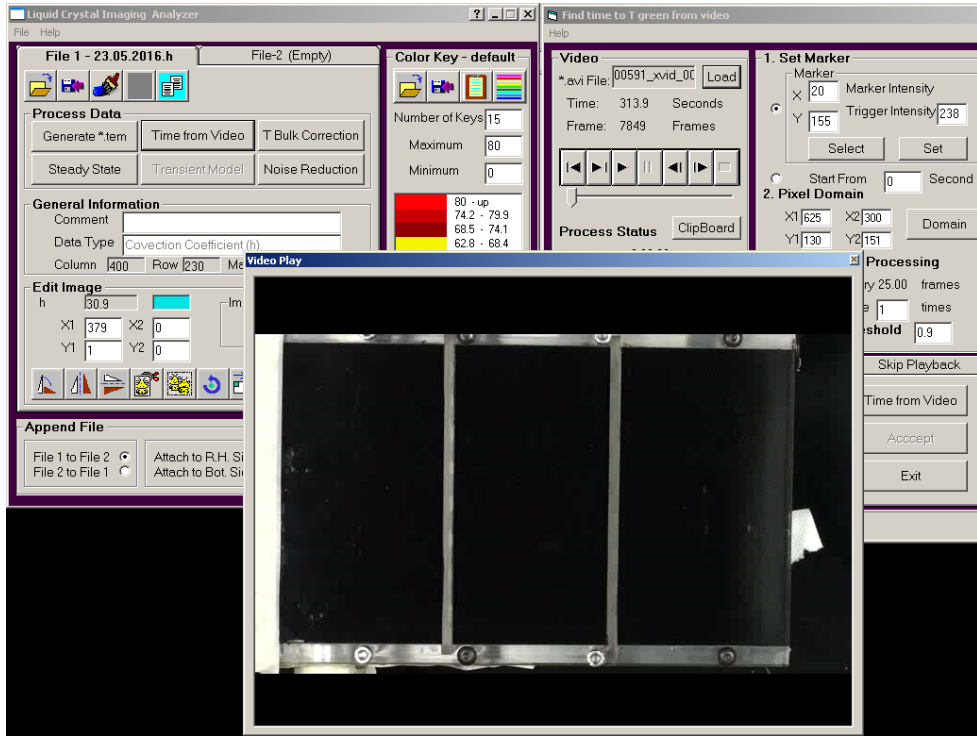 Liquid Crystal Imaging Analyzer
File Help
File 1 - 23.05.2016.h
File-2 (Empty)
Process Data
Generate *.tem
Time from Video
T Bulk Correction
Steady State
Transient Model
Noise Reduction
General Information
Comment
Data Type Covection Coefficient (h)
Column 400 Row 230
Edit Image
h 30.9
X1 379 X2 0
Y1 1 Y2 0
Append File
File 1 to File 2
File 2 to File 1
Attach to R.H. Si
Attach to Bot. Si
Color Key - default
Number of Keys 15
Maximum 80
Minimum 0
80 - up
74.2 - 79.9
68.5 - 74.1
62.8 - 68.4
Find time to T green from video
Help
Video
*.avi File: 00591_xvid_00 Load
Time: 313.9 Seconds
Frame: 7849 Frames
Process Status ClipBoard
1. Set Marker
Marker
X 20 Marker Intensity
Y 155 Trigger Intensity 238
Select Set
Start From 0 Second
2. Pixel Domain
X1 625 X2 300
Y1 130 Y2 151
Domain
Processing
ry 25.00 frames
e 1 times
shold 0.9
Skip Playback
Time from Video
Acccept
Exit
Video Play